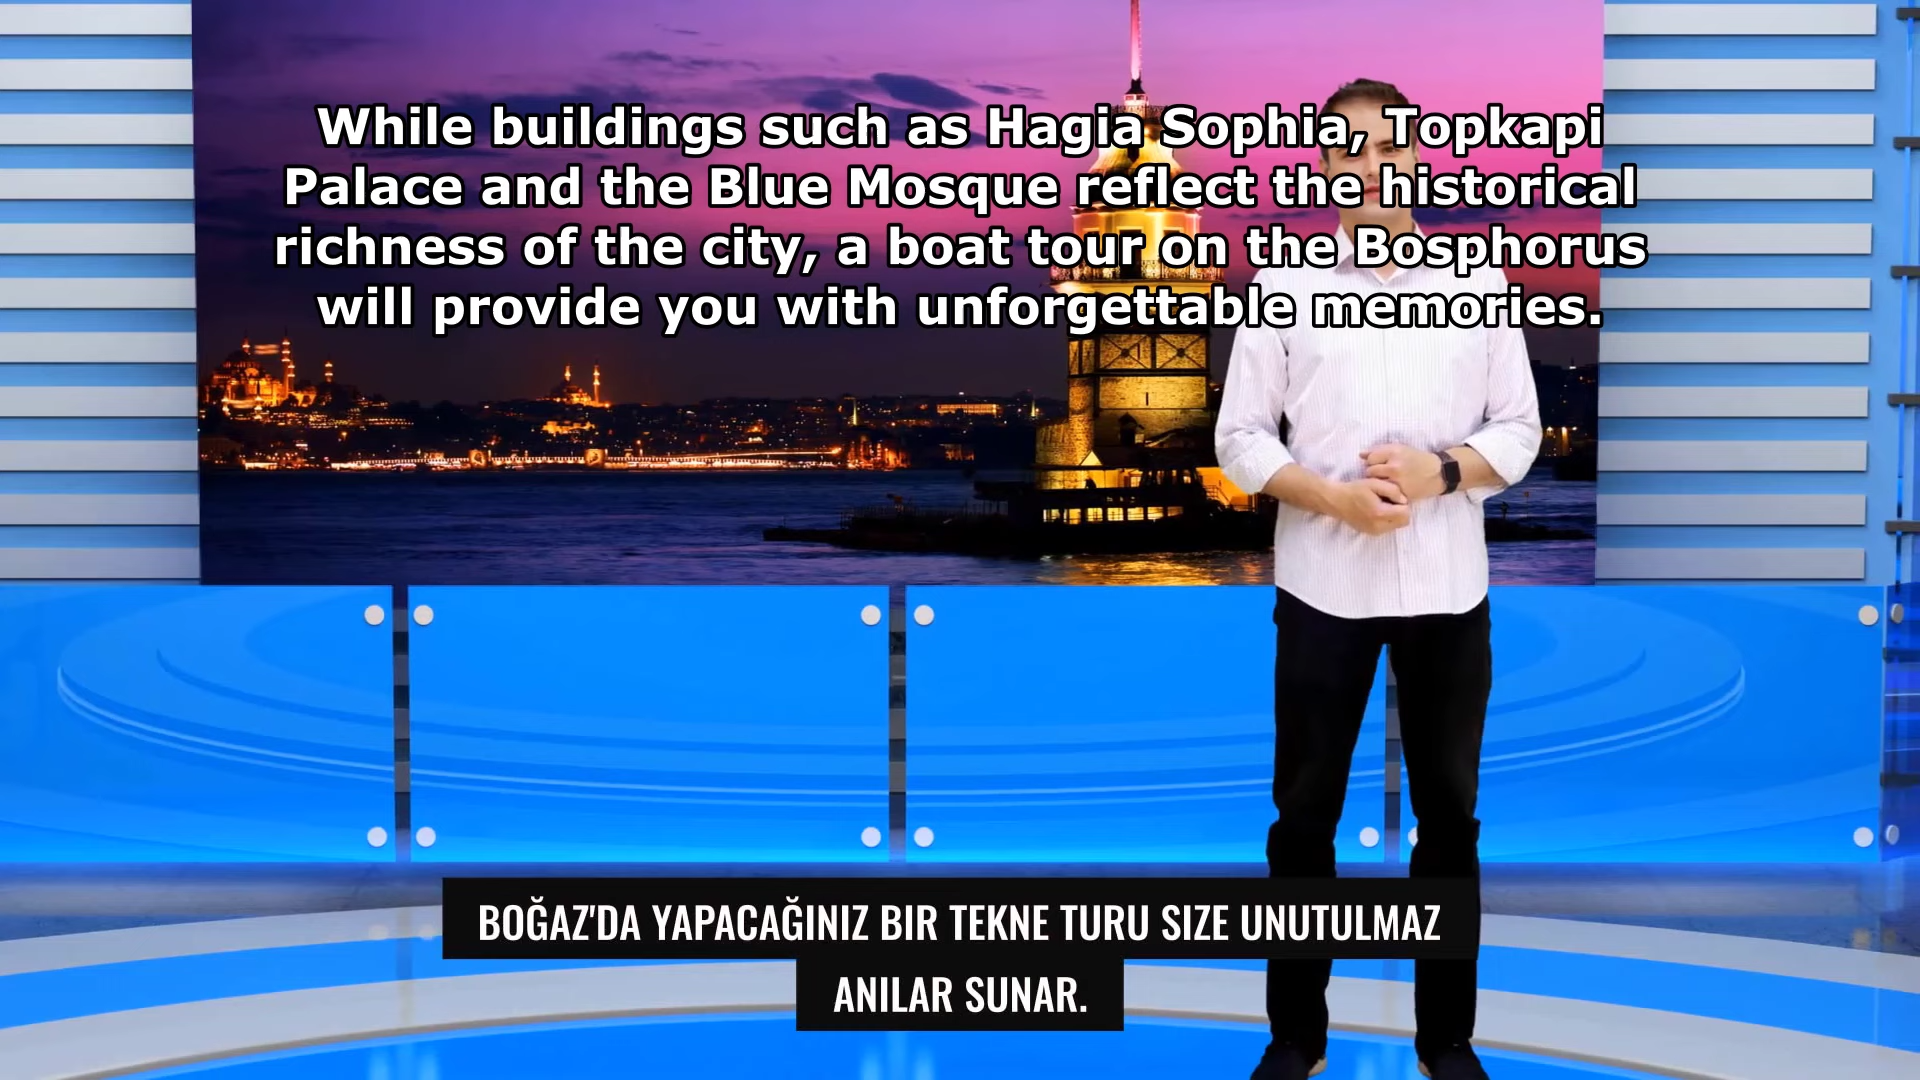 While buildings such as Hagia Sophia, Topkapi
Palace and the Blue Mosque reflect the historical
richness of the city, a boat tour on the Bosphorus
will provide you with unforgettable memories.
BOĞAZ'DA YAPACAĞINIZ BIR TEKNE TURU SIZE UNUTULMAZ
ANILAR SUNAR.